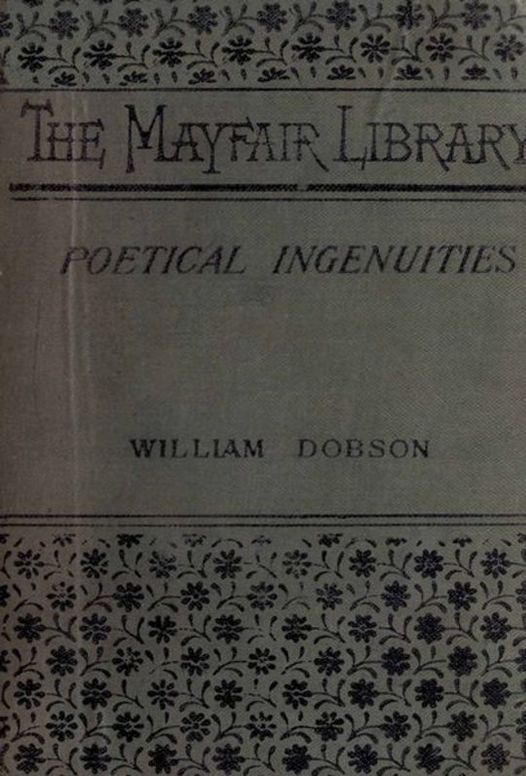 THE MAYFAIR LIBRARY
POETICAL INGENUITIES
WILLIAM DOBSON